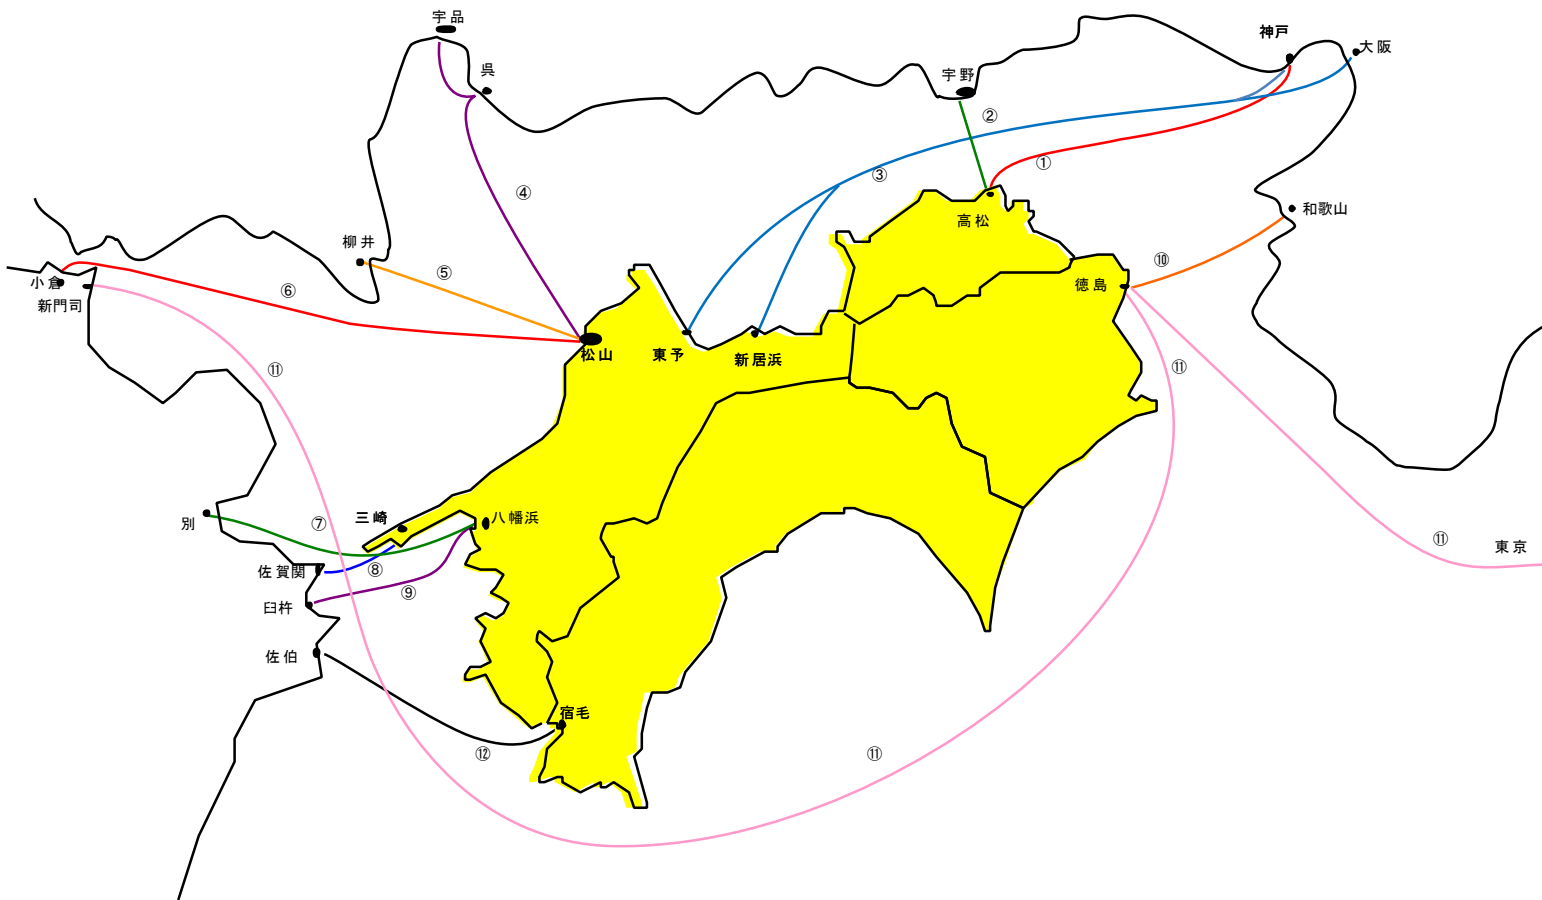 宇品
神戸
大阪
呉
宇野
②
①
③
④
和歌山
高松
柳井
⑩
⑤
小倉
⑥
徳島
新門司
松山
東予
新居浜
⑪
⑪
三崎
八幡浜
別
⑦
⑪
東京
佐賀関
⑧
⑨
臼杵
佐伯
宿毛
⑫
⑪